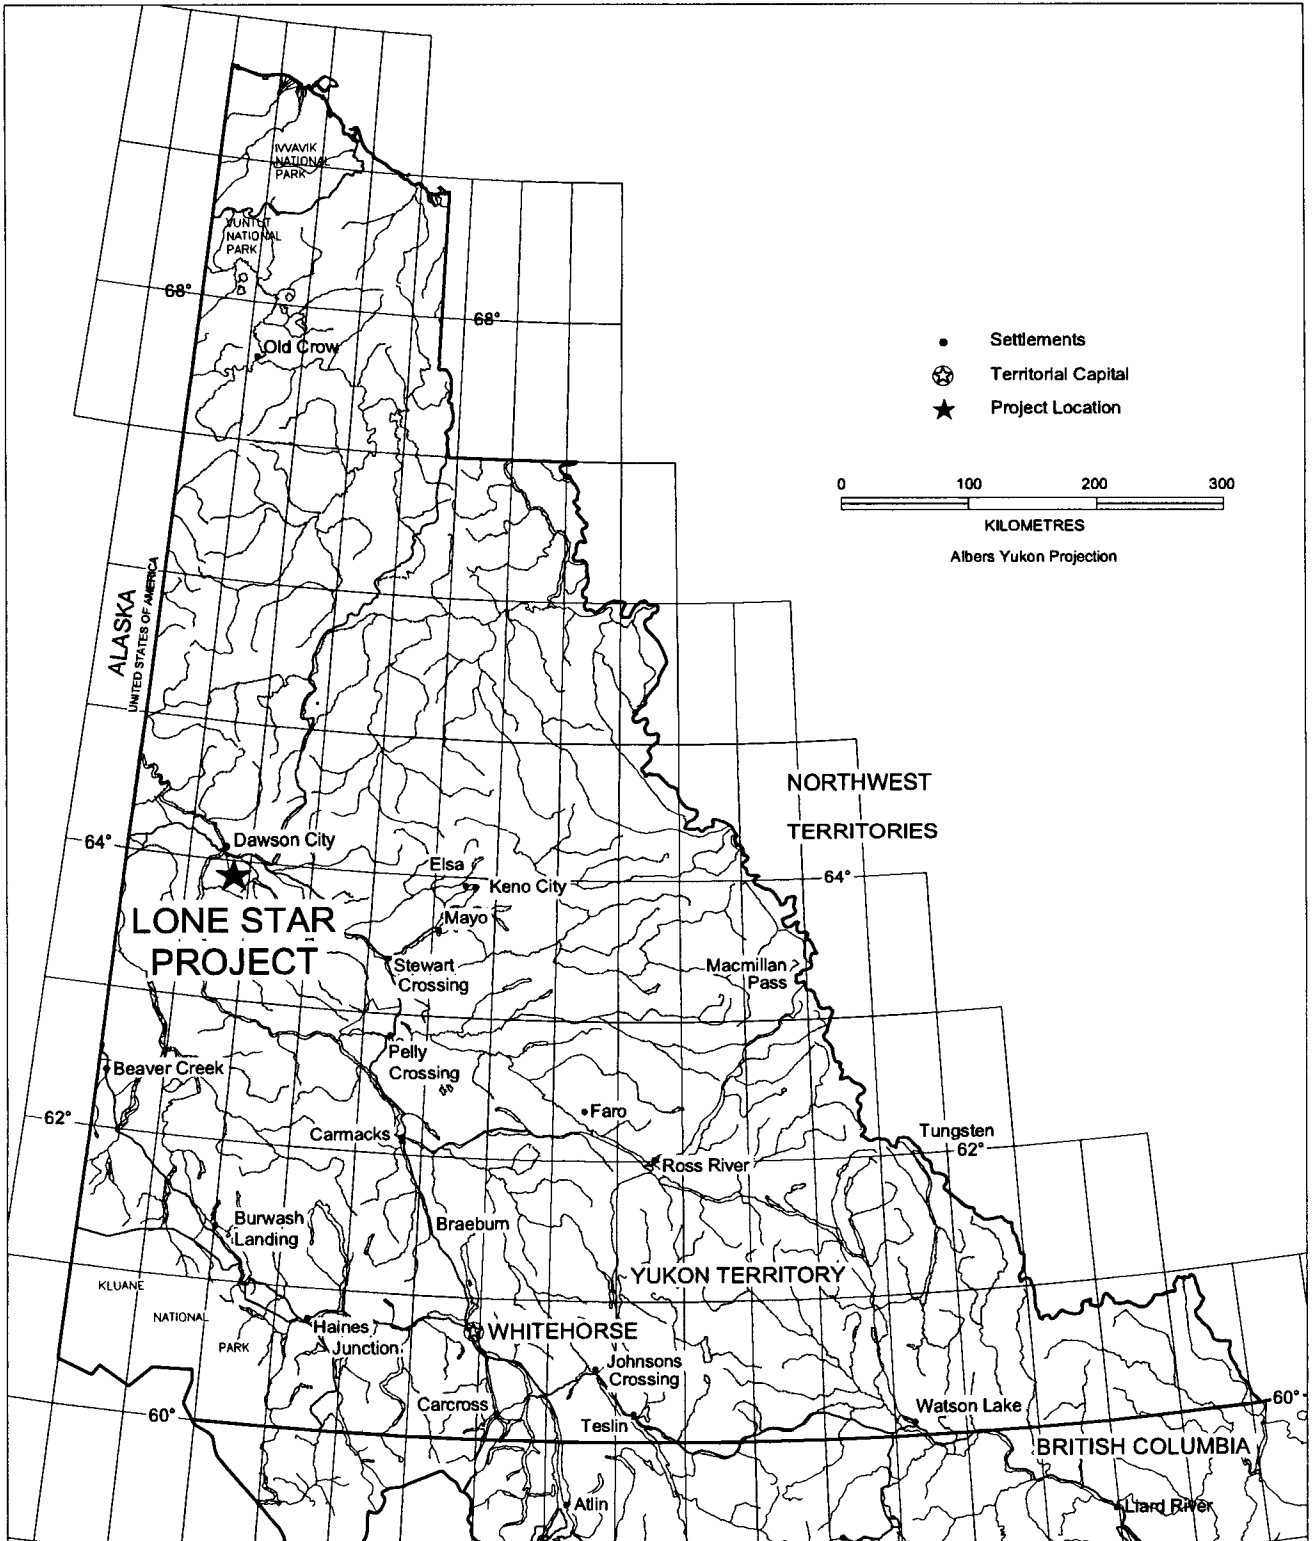 IVVAVIK
NATIONAL
PARK
VUNTUT
NATIONAL
PARK
68°
68°
Old Crow
Settlements
Territorial Capital
Project Location
0 100 200 300
KILOMETRES
Albers Yukon Projection
ALASKA
UNITED STATES OF AMERICA
NORTHWEST
TERRITORIES
Dawson City
64°
Elsa
64°
Keno City
LONE STAR
PROJECT
Mayo
Stewart
Crossing
Macmillan
Pass
Pelly
Crossing
Beaver Creek
Faro
62°
Carmacks
Tungsten
62°
Ross River
Burwash
Landing
Braeburn
YUKON TERRITORY
KLUANE
NATIONAL
PARK
Haines
Junction
WHITEHORSE
Johnsons
Crossing
Carcross
Teslin
Watson Lake
60°
60°
BRITISH COLUMBIA
Atlin
Liard River